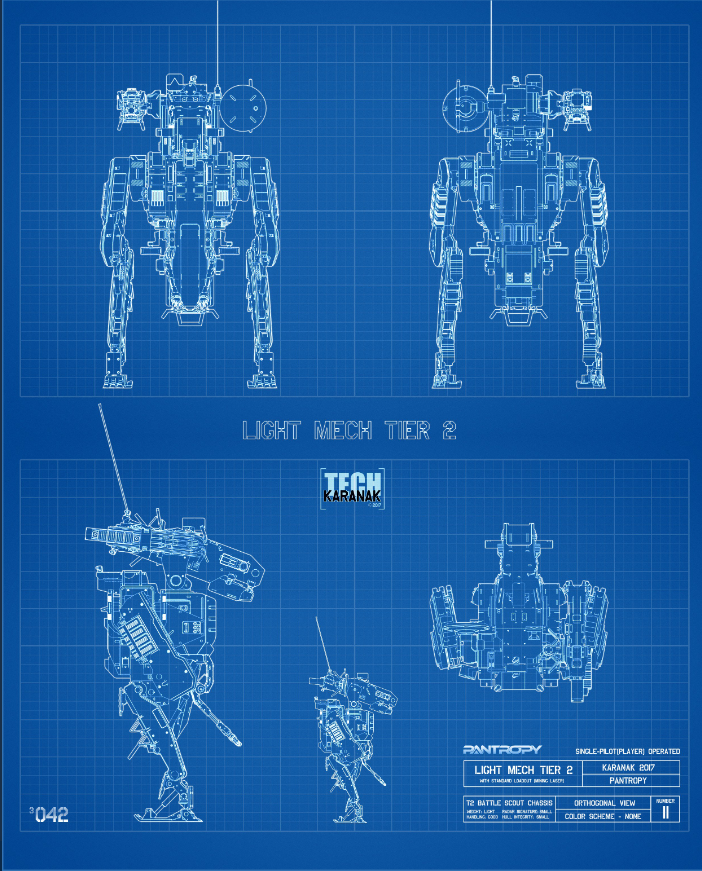 LIGHT MECH TIER 2
TECH
KARANAK
2017
PANTROPY
SINGLE-PILOT(PLAYER) OPERATED
LIGHT MECH TIER 2
WITH STANDARD LOADOUT (MINING LASER)
KARANAK 2017
PANTROPY
T2 BATTLE SCOUT CHASSIS
WEIGHT: LIGHT RADAR SIGNATURE: SMALL
HANDLING: GOOD HULL INTEGRITY: SMALL
ORTHOGONAL VIEW
COLOR SCHEME - NONE
NUMBER
II
3042